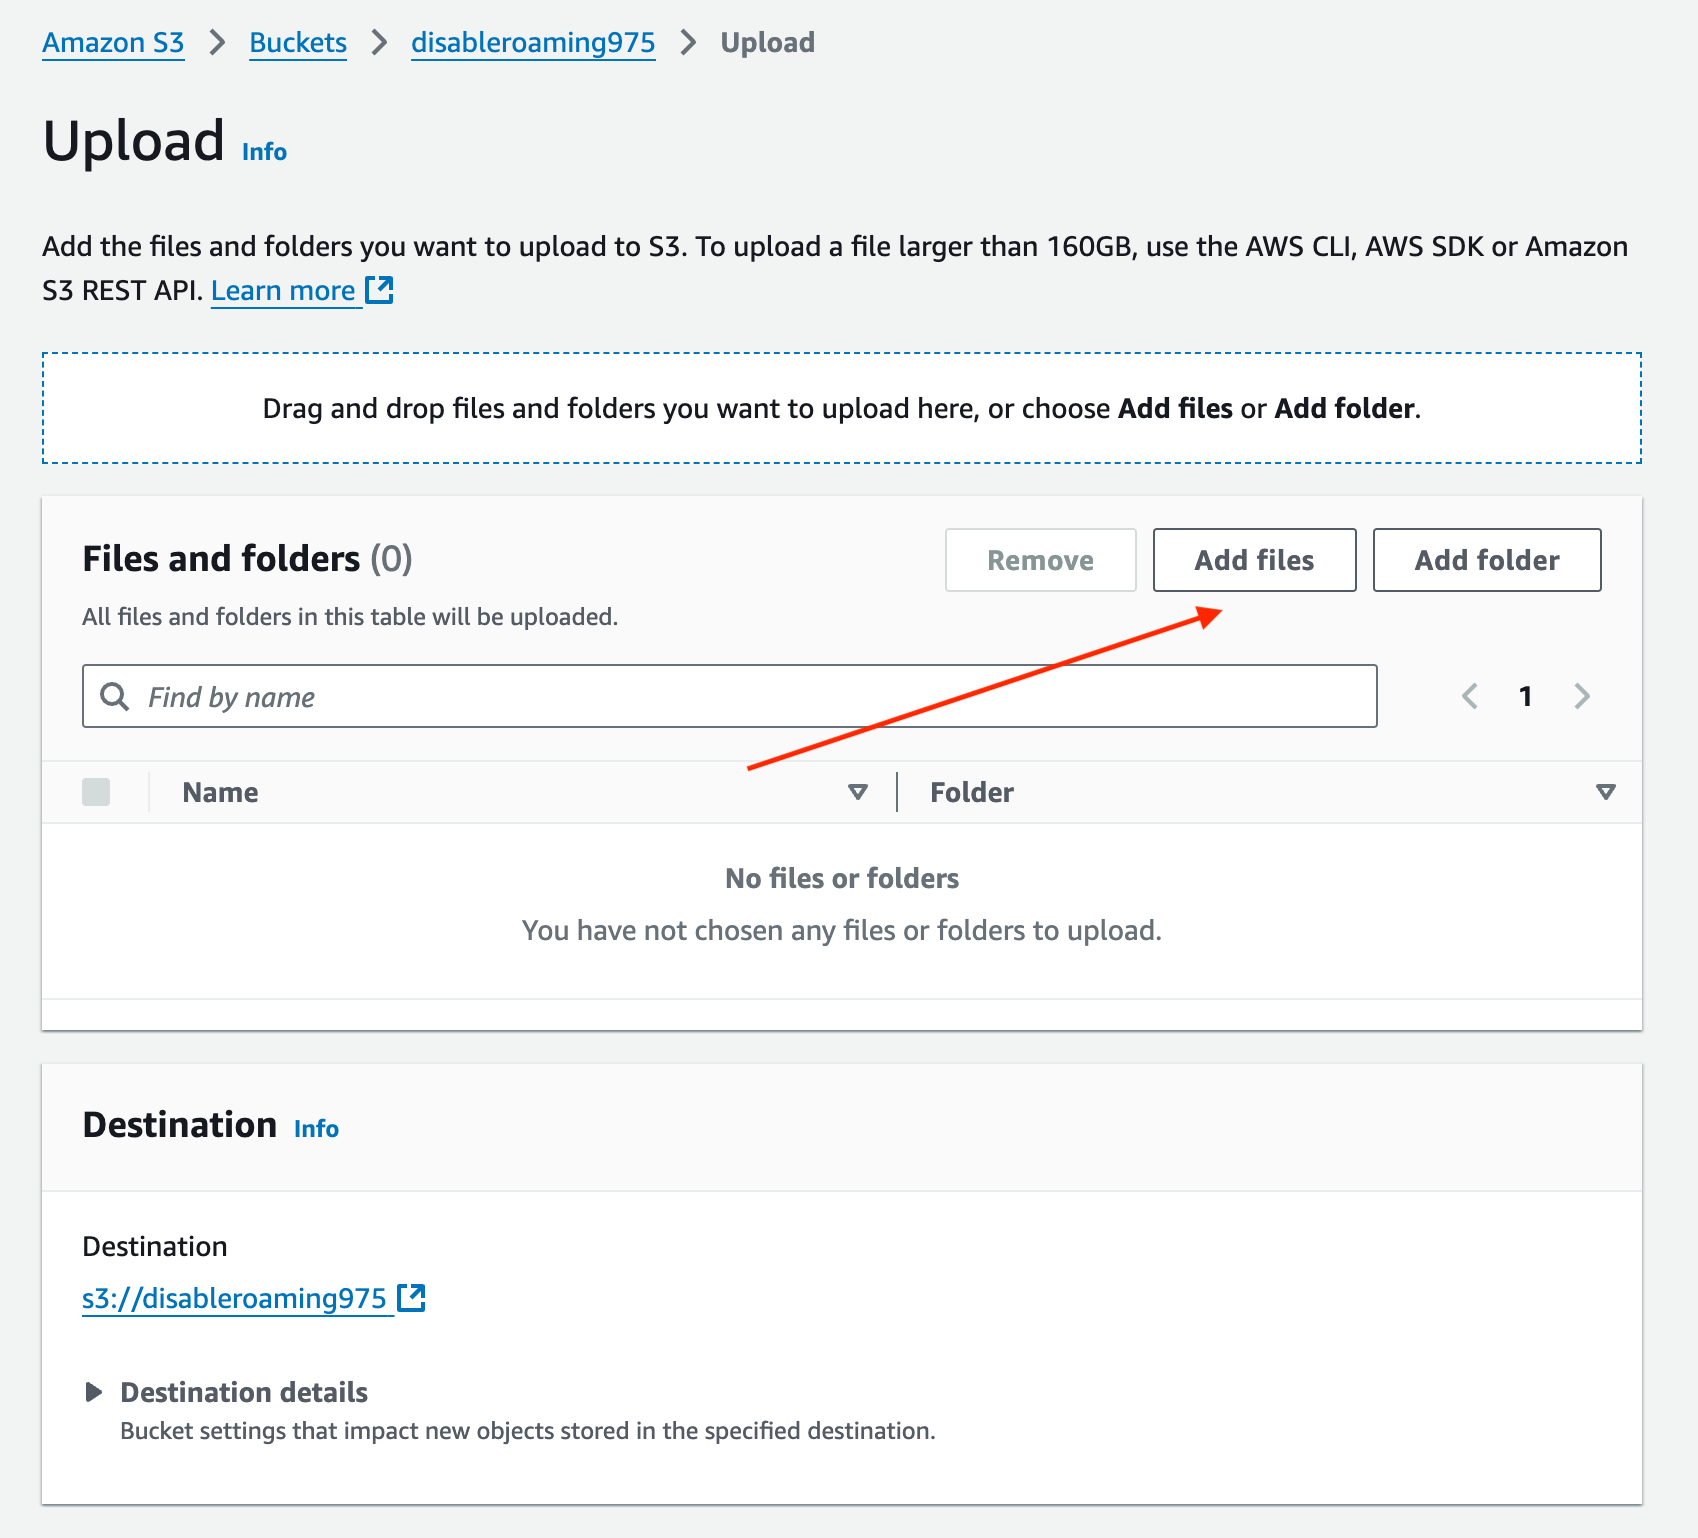 Amazon S3 > Buckets > disableroaming975 > Upload
Upload Info
Add the files and folders you want to upload to S3. To upload a file larger than 160GB, use the AWS CLI, AWS SDK or Amazon
S3 REST API. Learn more
Drag and drop files and folders you want to upload here, or choose Add files or Add folder.
Files and folders (0)
Remove
Add files
Add folder
All files and folders in this table will be uploaded.
Find by name
1
Name
Folder
No files or folders
You have not chosen any files or folders to upload.
Destination Info
Destination
s3://disableroaming975
Destination details
Bucket settings that impact new objects stored in the specified destination.